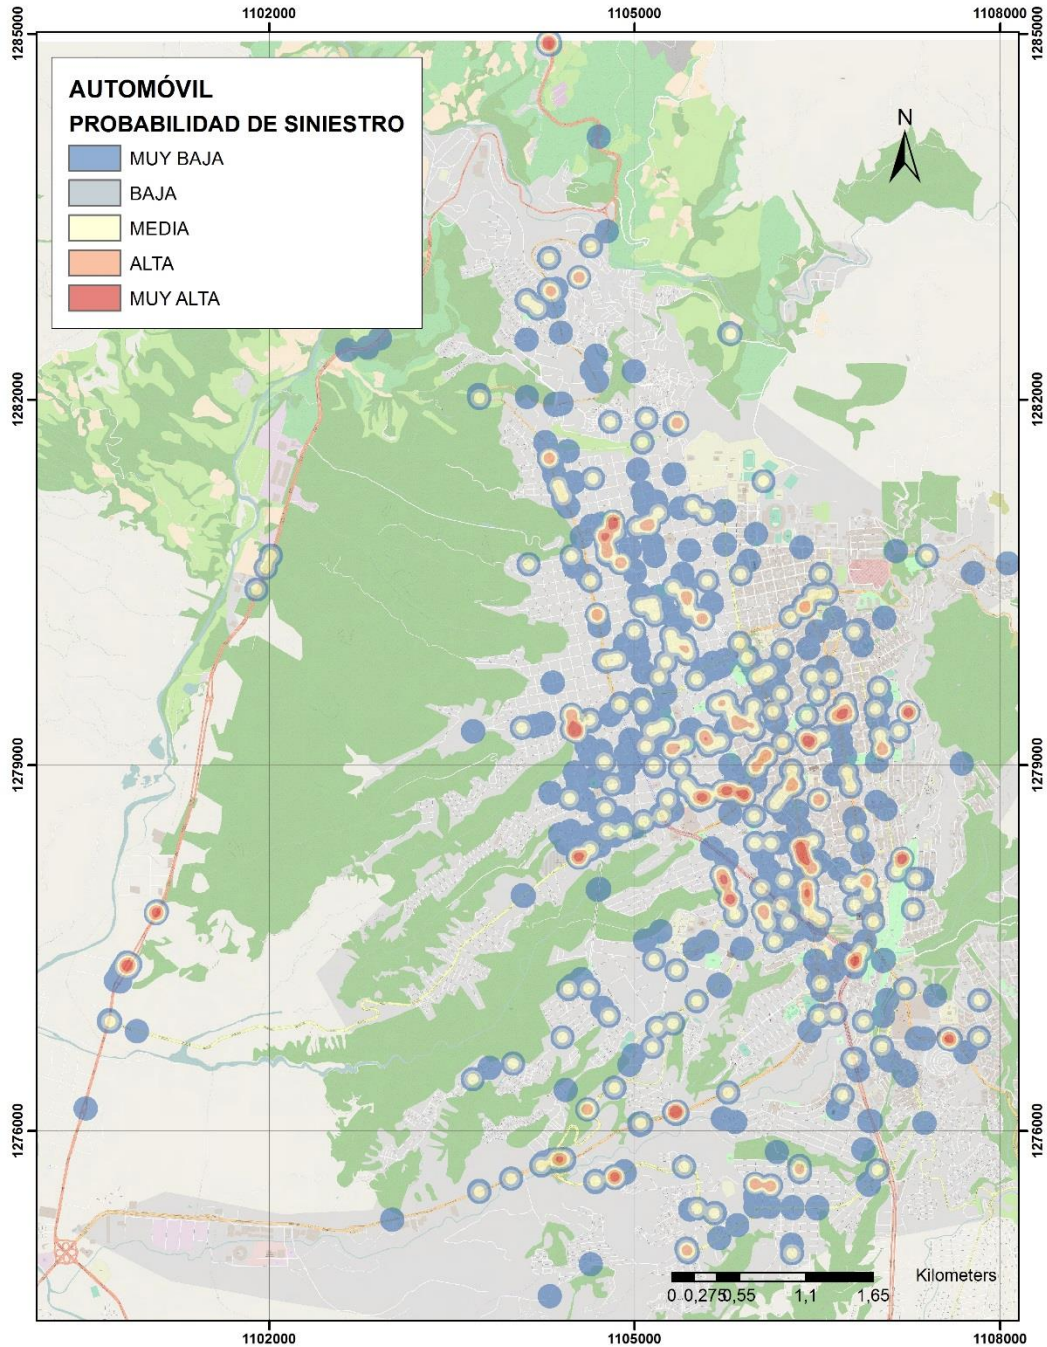 1102000 1105000 1108000
1285000 1285000
AUTOMÓVIL
PROBABILIDAD DE SINIESTRO
MUY BAJA
BAJA
MEDIA
ALTA
MUY ALTA
N
1282000 1282000
1279000 1279000
1276000 1276000
Kilometers
0 0,275 0,55 1,1 1,65
1102000 1105000 1108000